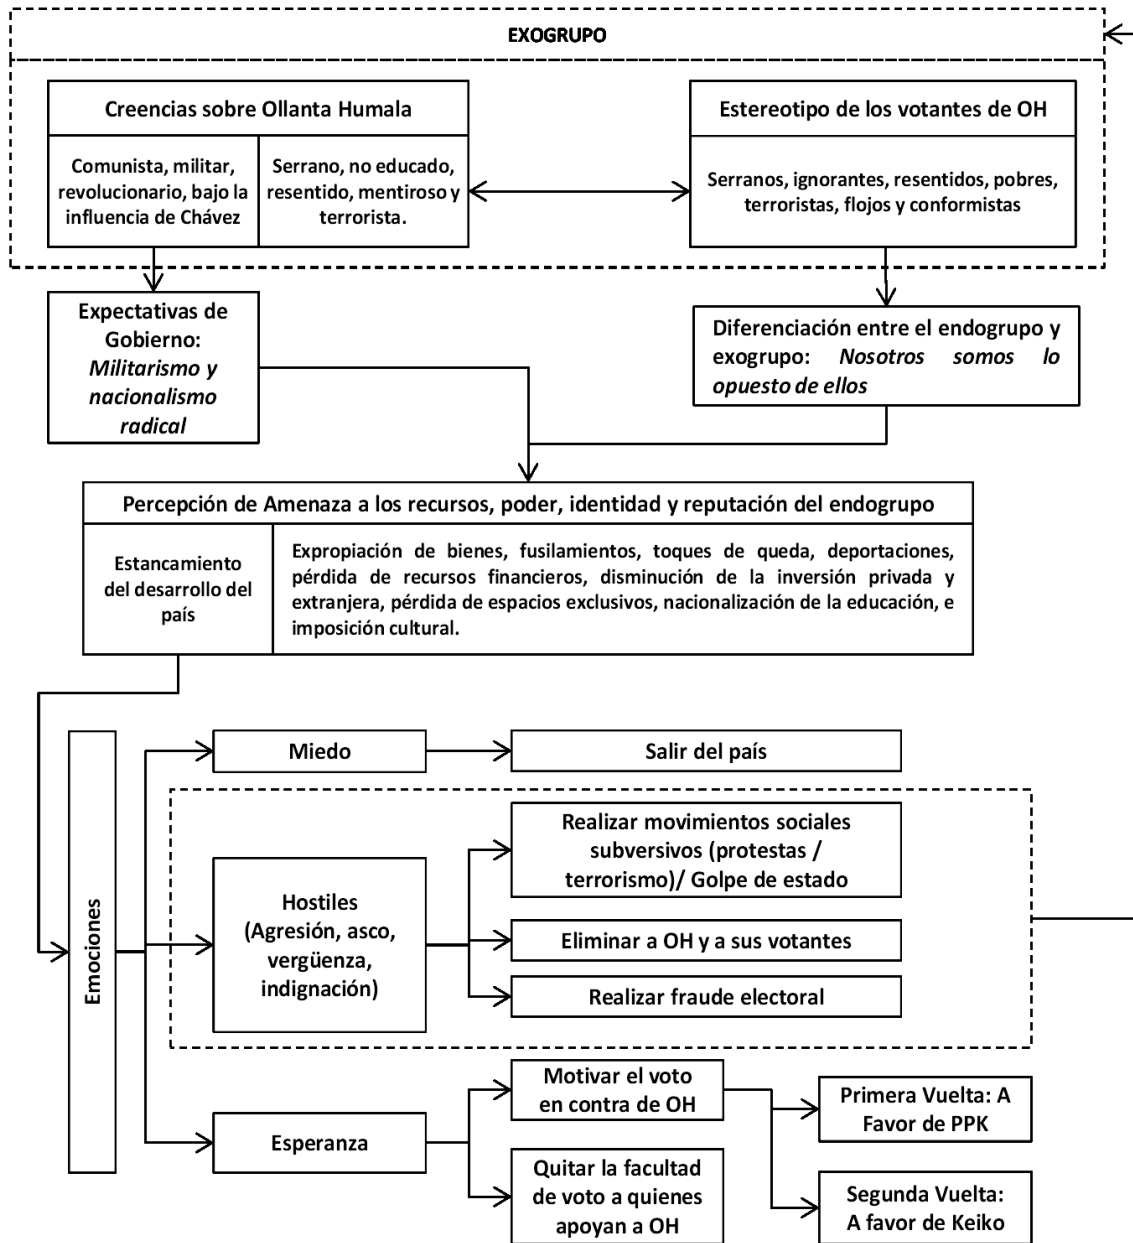 EXOGRUPO
Creencias sobre Ollanta Humala
Comunista, militar,
revolucionario, bajo la
influencia de Chávez
Serrano, no educado,
resentido, mentiroso y
terrorista.
Estereotipo de los votantes de OH
Serranos, ignorantes, resentidos, pobres,
terroristas, flojos y conformistas
Expectativas de
Gobierno:
Militarismo y
nacionalismo
radical
Diferenciación entre el endogrupo y
exogrupo: Nosotros somos lo
opuesto de ellos
Percepción de Amenaza a los recursos, poder, identidad y reputación del endogrupo
Estancamiento
del desarrollo del
país
Expropiación de bienes, fusilamientos, toques de queda, deportaciones,
pérdida de recursos financieros, disminución de la inversión privada y
extranjera, pérdida de espacios exclusivos, nacionalización de la educación, e
imposición cultural.
Emociones
Miedo
Salir del país
Hostiles
(Agresión, asco,
vergüenza,
indignación)
Realizar movimientos sociales
subversivos (protestas /
terrorismo)/ Golpe de estado
Eliminar a OH y a sus votantes
Realizar fraude electoral
Esperanza
Motivar el voto
en contra de OH
Quitar la facultad
de voto a quienes
apoyan a OH
Primera Vuelta: A
Favor de PPK
Segunda Vuelta:
A favor de Keiko